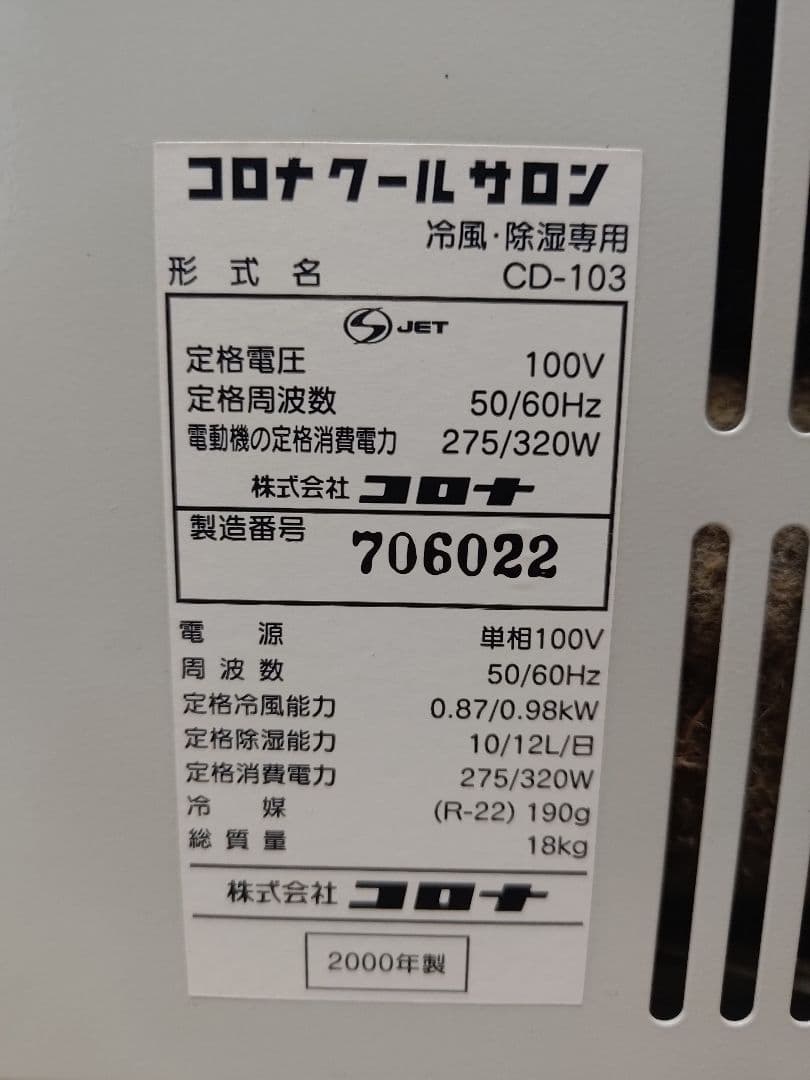 コロナクールサロン
冷風・除湿専用
形式名 CD-103
JET
定格電圧 100V
定格周波数 50/60Hz
電動機の定格消費電力 275/320W
株式会社コロナ
製造番号 706022
電源 単相100V
周波数 50/60Hz
定格冷風能力 0.87/0.98kW
定格除湿能力 10/12L/日
定格消費電力 275/320W
冷媒 (R-22) 190g
総質量 18kg
株式会社コロナ
2000年製